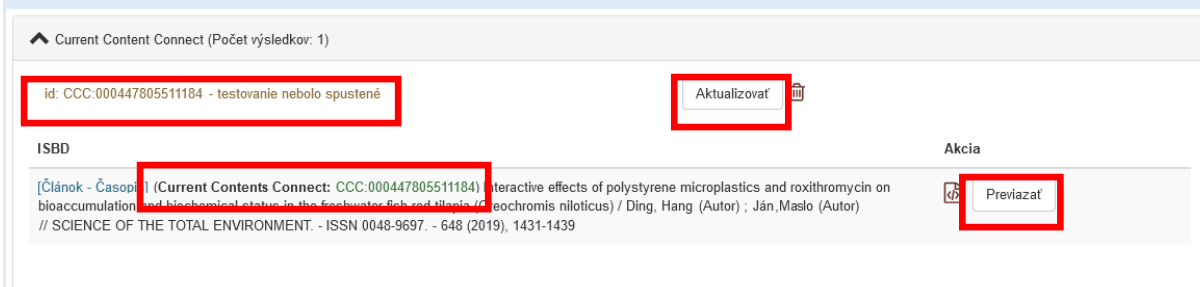 Current Content Connect (Počet výsledkov: 1)
id: CCC:000447805511184 - testovanie nebolo spustené
Aktualizovať
ISBD
Akcia
[Článok - Časopis] (Current Contents Connect: CCC:000447805511184) Interactive effects of polystyrene microplastics and roxithromycin on
bioaccumulation and biochemical status in the freshwater fish red tilapia (Oreochromis niloticus) / Ding, Hang (Autor) ; Ján,Maslo (Autor)
// SCIENCE OF THE TOTAL ENVIRONMENT. - ISSN 0048-9697. - 648 (2019), 1431-1439
Previazať